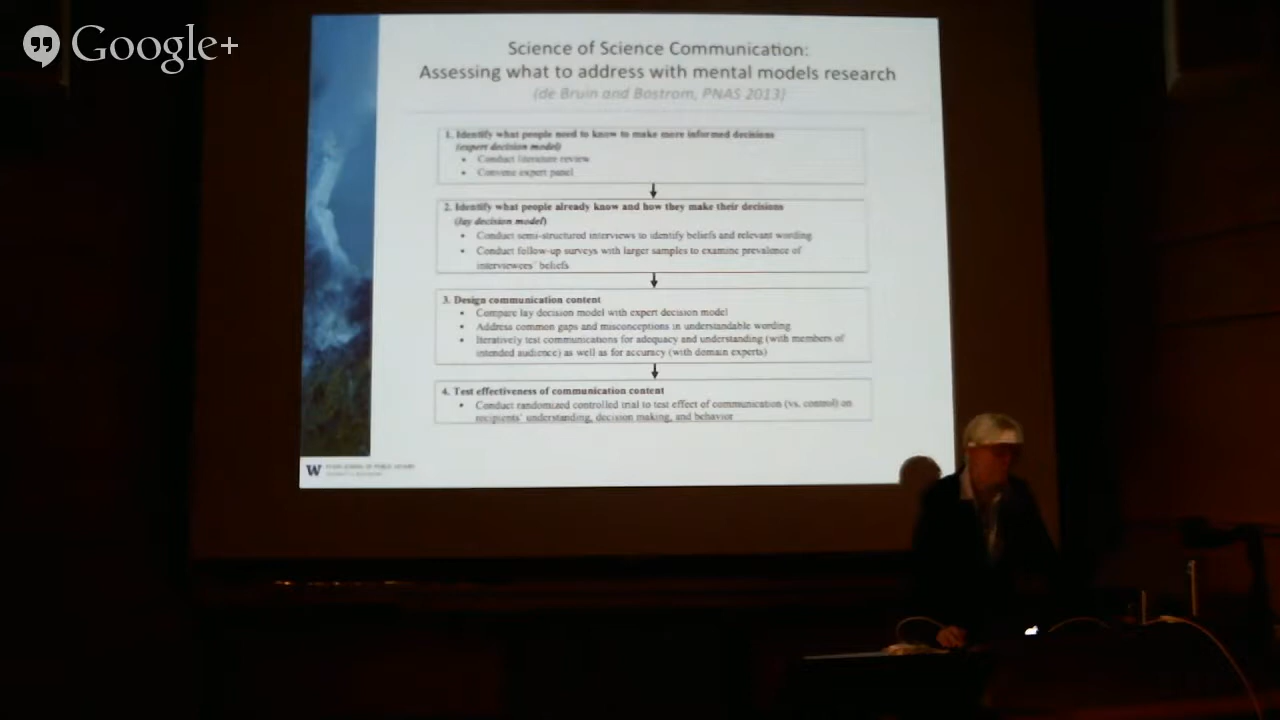 Google+
Science of Science Communication:
Assessing what to address with mental models research
(de Bruin and Bostrom, PNAS 2013)
1. Identify what people need to know to make more informed decisions
(expert decision model)
• Conduct literature review
• Convene expert panel
2. Identify what people already know and how they make their decisions
(lay decision model)
• Conduct semi-structured interviews to identify beliefs and relevant wording
• Conduct follow-up surveys with larger samples to examine prevalence of
interviewees' beliefs
3. Design communication content
• Compare lay decision model with expert decision model
• Address common gaps and misconceptions in understandable wording
• Iteratively test communications for adequacy and understanding (with members of
intended audience) as well as for accuracy (with domain experts)
4. Test effectiveness of communication content
• Conduct randomized controlled trial to test effect of communication (vs. control) on
recipients' understanding, decision making, and behavior
W